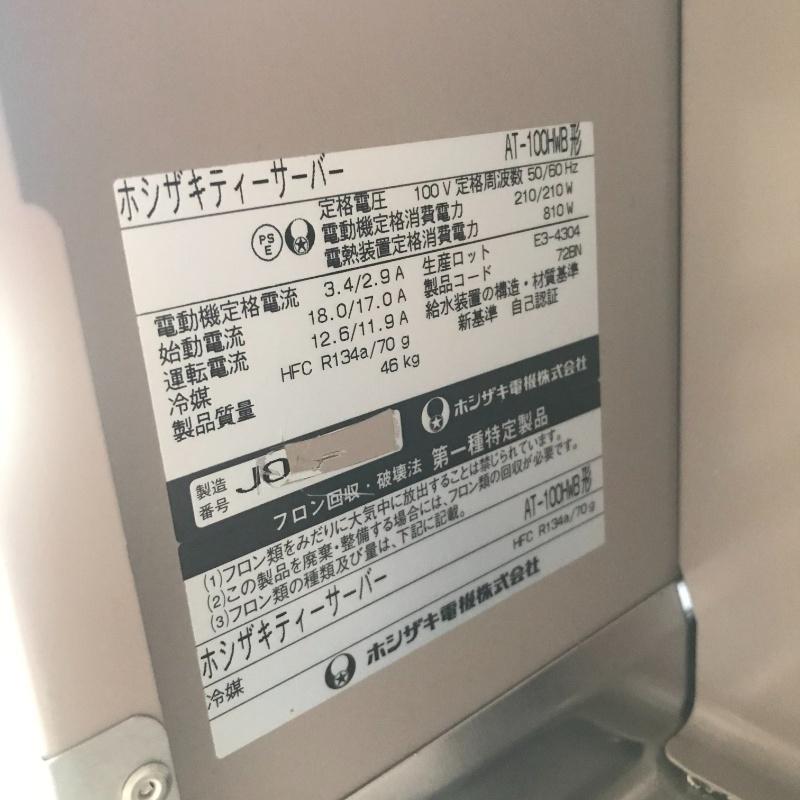 ホシザキティーサーバー AT-100HWB形
PS E 定格電圧 100V 定格周波数 50/60Hz
電動機定格消費電力 210/210W
電熱装置定格消費電力 810W
電動機定格電流 3.4/2.9A
始動電流 18.0/17.0A
運転電流 12.6/11.9A
冷媒 HFC R134a/70g
製品質量 46kg
生産ロット E3-4304
製品コード 72BN
給水装置の構造・材質基準
新基準 自己認証
製造番号 J0
ホシザキ電機株式会社
フロン回収・破壊法 第一種特定製品
(1)フロン類をみだりに大気中に放出することは禁じられています。
(2)この製品を廃棄・整備する場合には、フロン類の回収が必要です。
(3)フロン類の種類及び量は、下記に記載。
ホシザキティーサーバー AT-100HWB形
冷媒 HFC R134a/70g
ホシザキ電機株式会社